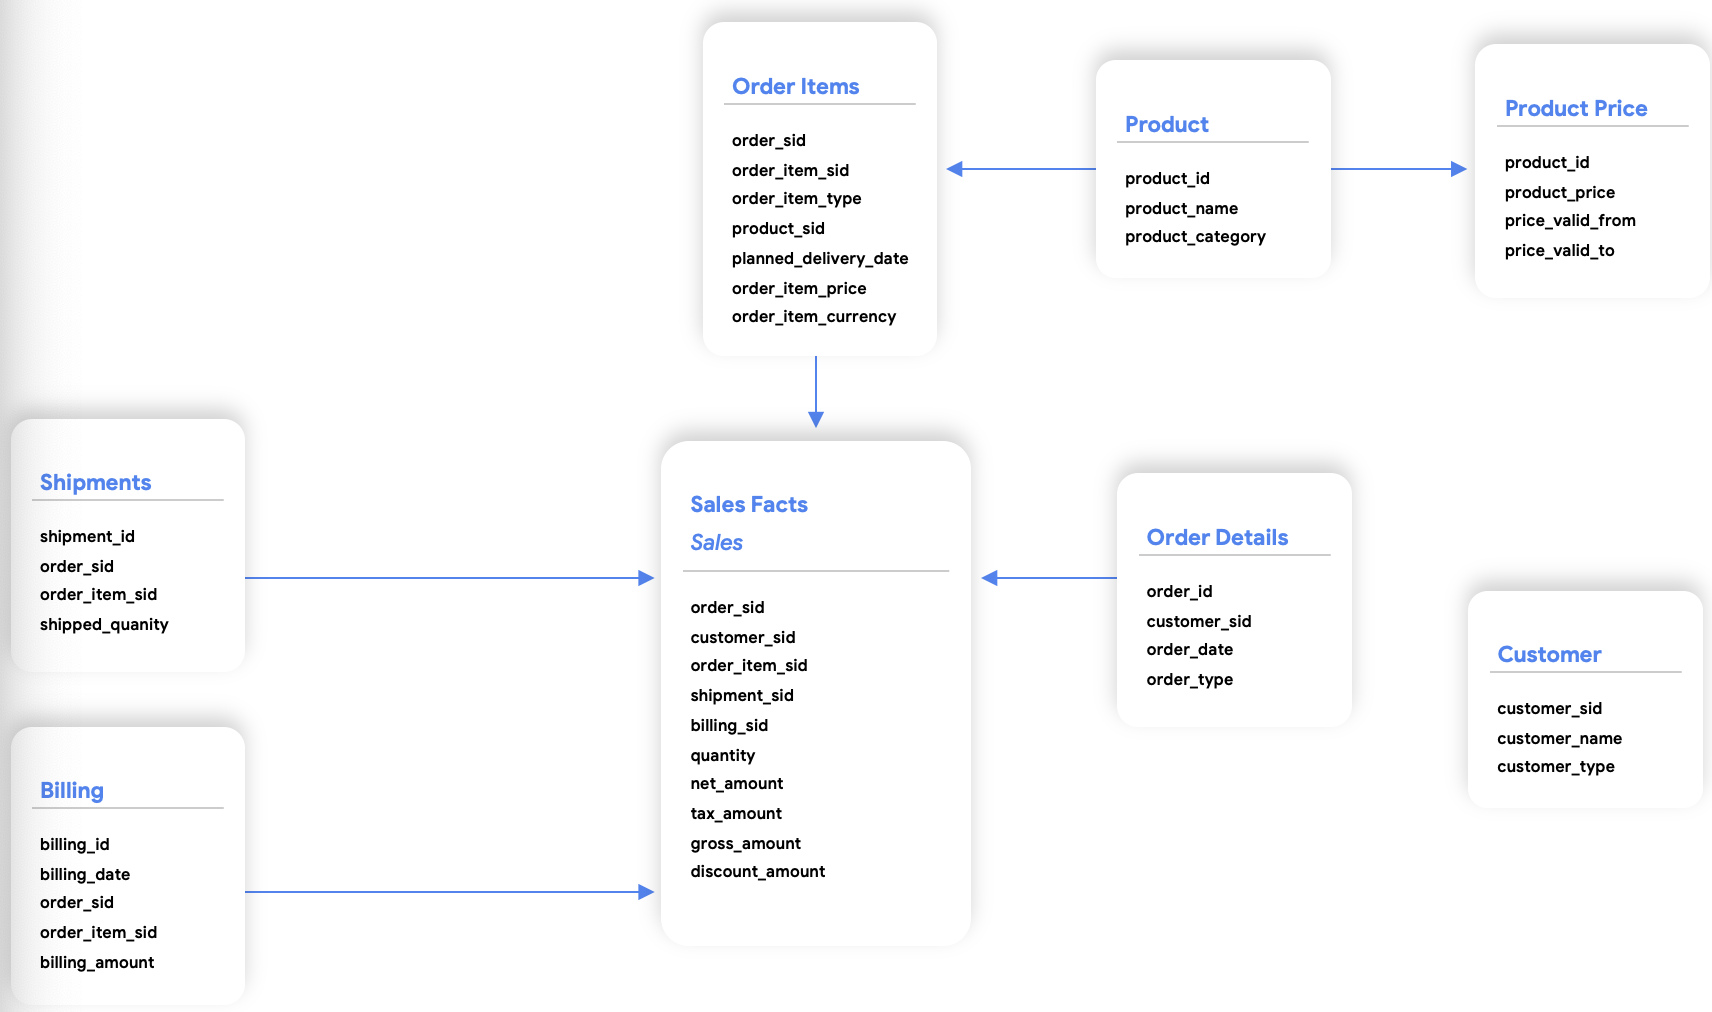 Order Items
order_sid
order_item_sid
order_item_type
product_sid
planned_delivery_date
order_item_price
order_item_currency
Product
product_id
product_name
product_category
Product Price
product_id
product_price
price_valid_from
price_valid_to
Shipments
shipment_id
order_sid
order_item_sid
shipped_quanity
Sales Facts
Sales
order_sid
customer_sid
order_item_sid
shipment_sid
billing_sid
quantity
net_amount
tax_amount
gross_amount
discount_amount
Order Details
order_id
customer_sid
order_date
order_type
Customer
customer_sid
customer_name
customer_type
Billing
billing_id
billing_date
order_sid
order_item_sid
billing_amount